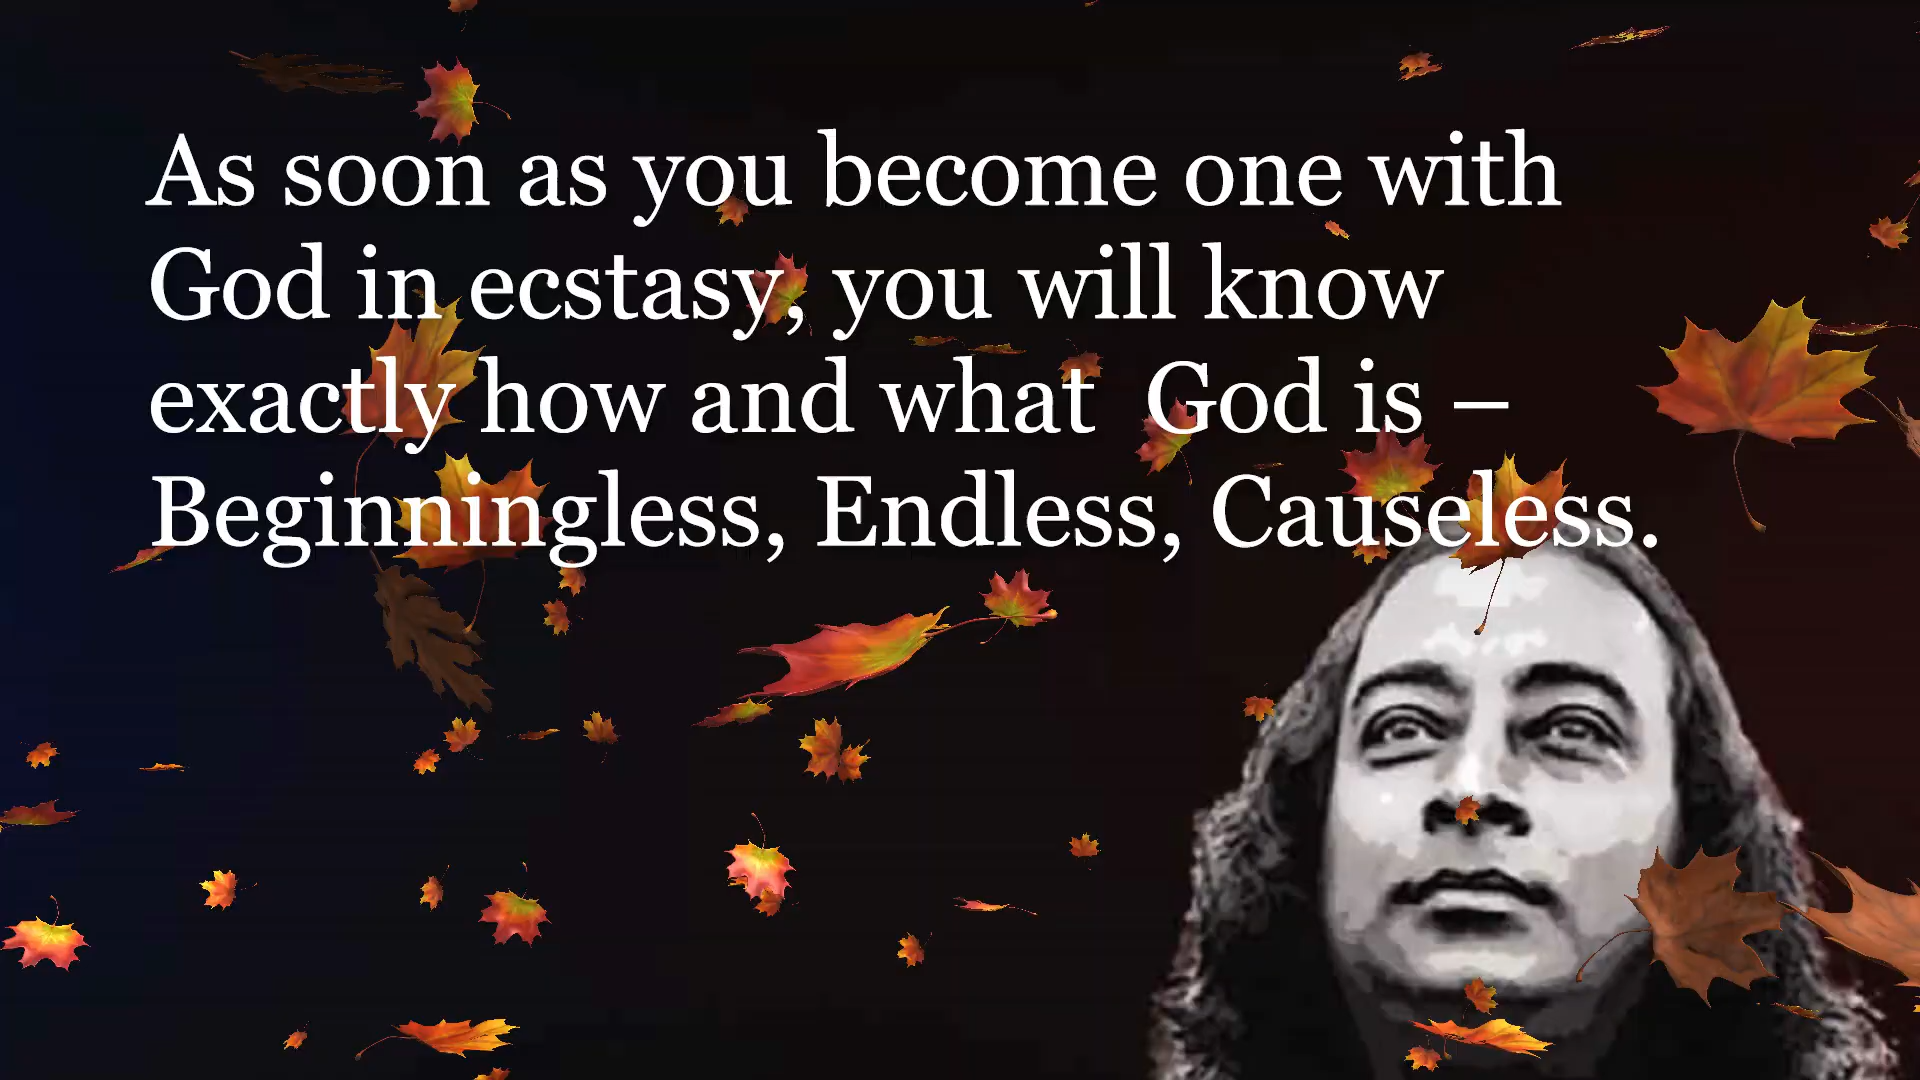 As soon as you become one with
God in ecstasy, you will know
exactly how and what  God is –
Beginningless, Endless, Causeless.